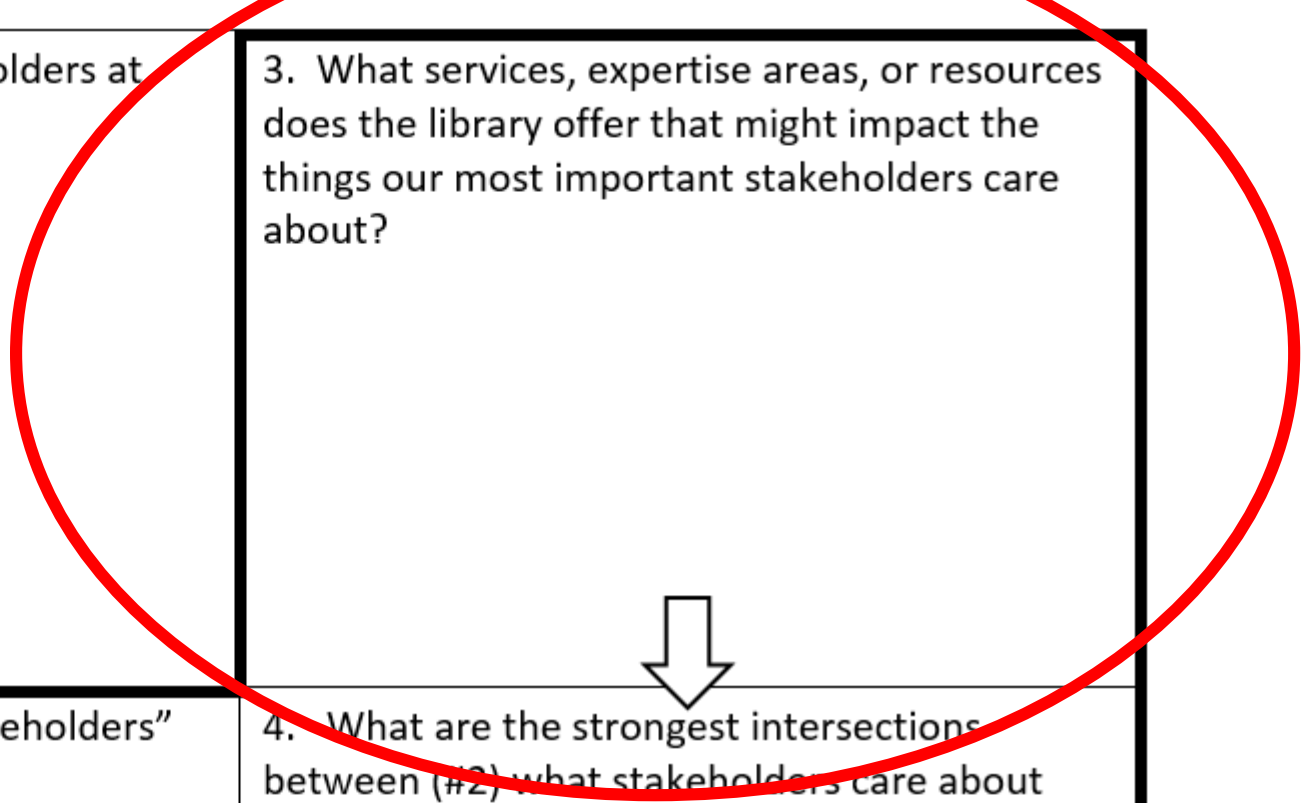 olders at
3.  What services, expertise areas, or resources
does the library offer that might impact the
things our most important stakeholders care
about?
eholders”
4.  What are the strongest intersections
between (#2) what stakeholders care about